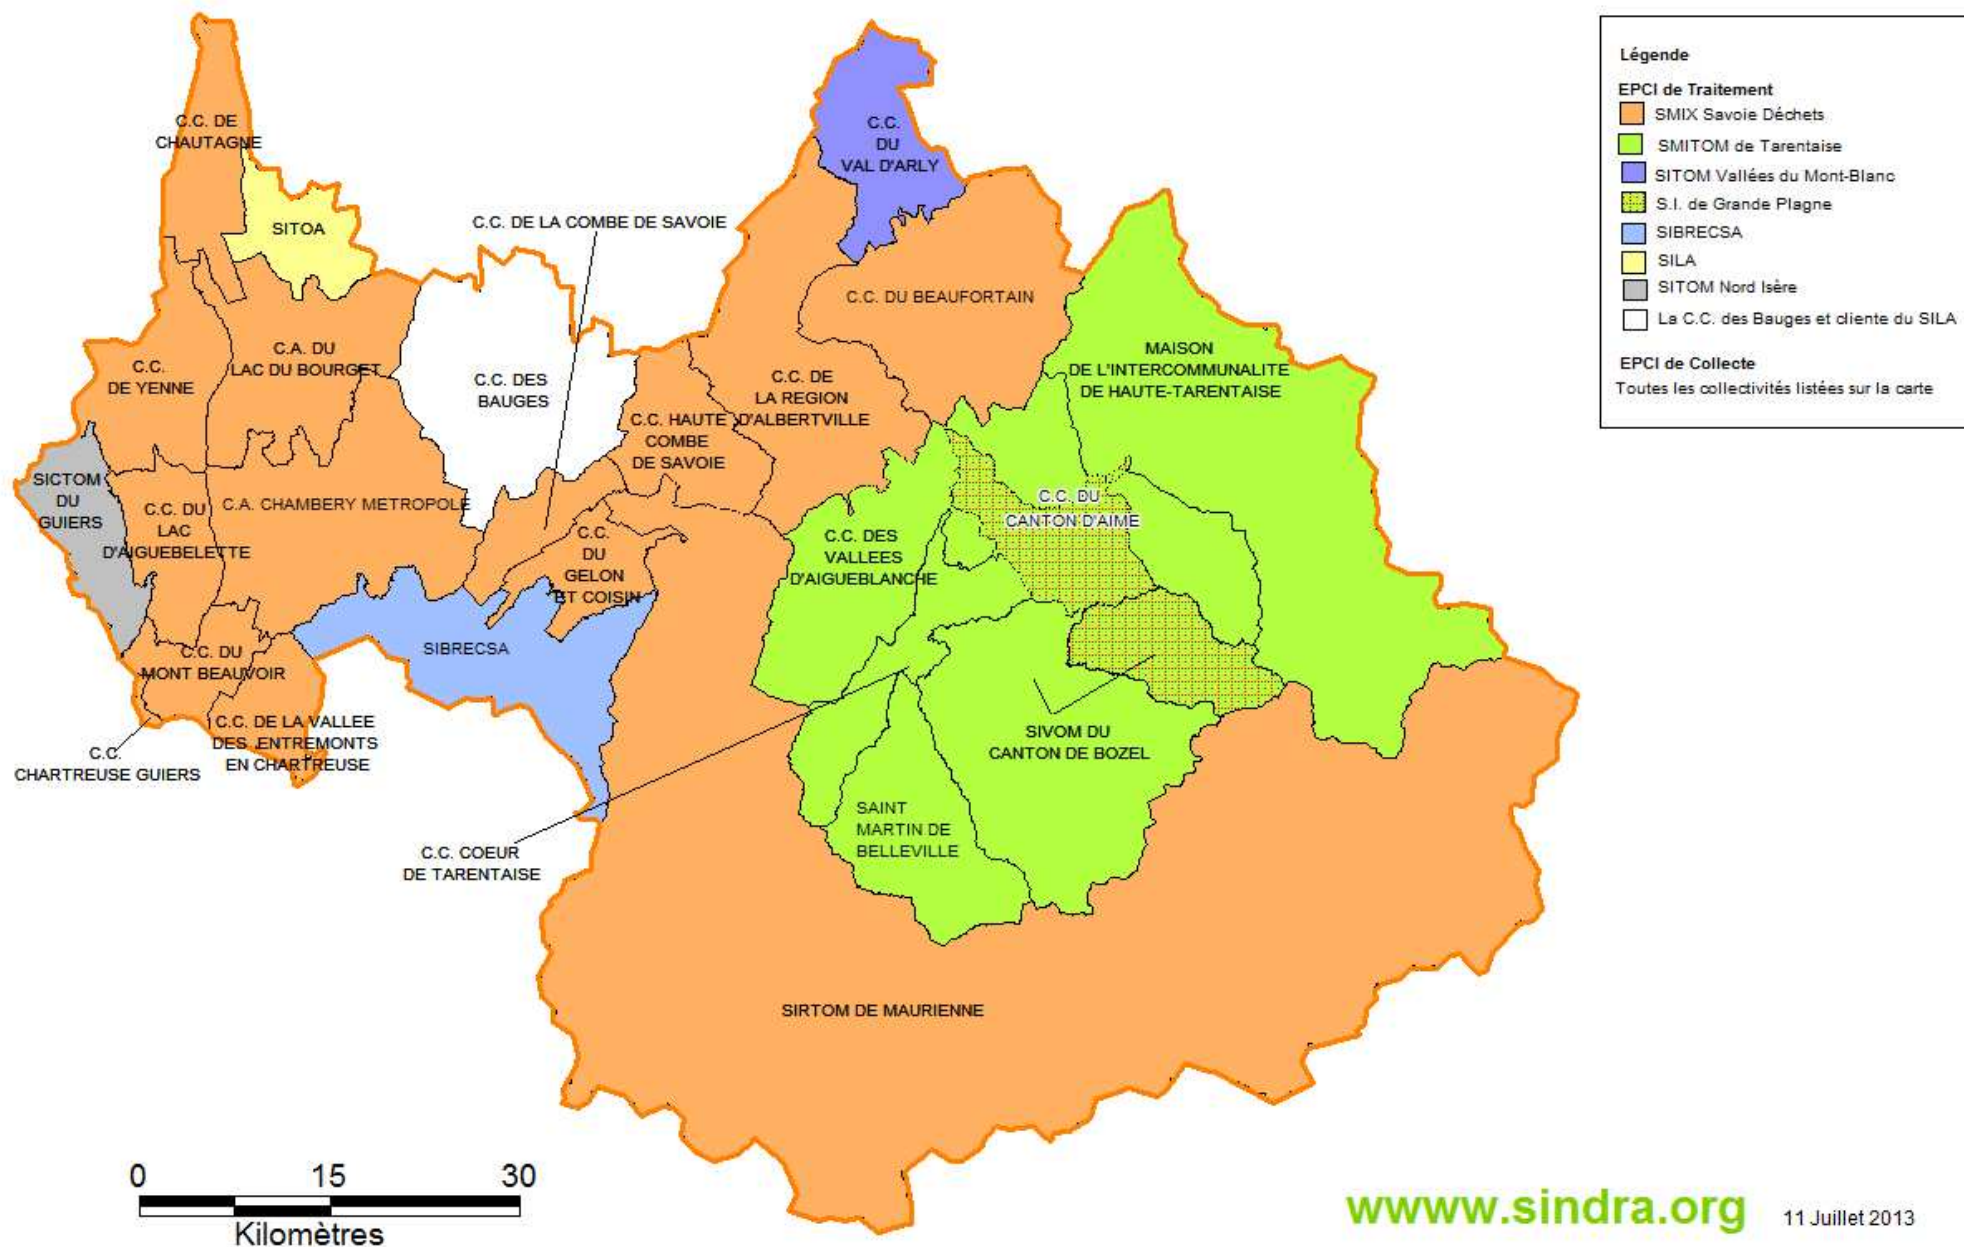 C.C. DE
CHAUTAGNE
SITOA
C.C. DE LA COMBE DE SAVOIE
C.C.
DU
VAL D'ARLY
C.C. DU BEAUFORTAIN
C.C.
DE YENNE
C.A. DU
LAC DU BOURGET
C.C. DES
BAUGES
C.C. HAUTE
COMBE
DE SAVOIE
C.C. DE
LA REGION
D'ALBERTVILLE
MAISON
DE L'INTERCOMMUNALITE
DE HAUTE-TARENTAISE
SICTOM
DU
GUIERS
C.C. DU
LAC
D'AIGUEBELETTE
C.A. CHAMBERY METROPOLE
C.C.
DU
GELON
ET COISIN
C.C. DES
VALLEES
D'AIGUEBLANCHE
C.C. DU
CANTON D'AIME
C.C. DU
MONT BEAUVOIR
SIBRECSA
C.C. DE LA VALLEE
DES ENTREMONTS
EN CHARTREUSE
C.C.
CHARTREUSE GUIERS
SIVOM DU
CANTON DE BOZEL
SAINT
MARTIN DE
BELLEVILLE
C.C. COEUR
DE TARENTAISE
SIRTOM DE MAURIENNE
Légende
EPCI de Traitement
SMIX Savoie Déchets
SMITOM de Tarentaise
SITOM Vallées du Mont-Blanc
S.I. de Grande Plagne
SIBRECSA
SILA
SITOM Nord Isère
La C.C. des Bauges et cliente du SILA
EPCI de Collecte
Toutes les collectivités listées sur la carte
0 15 30
Kilomètres
wwww.sindra.org
11 Juillet 2013